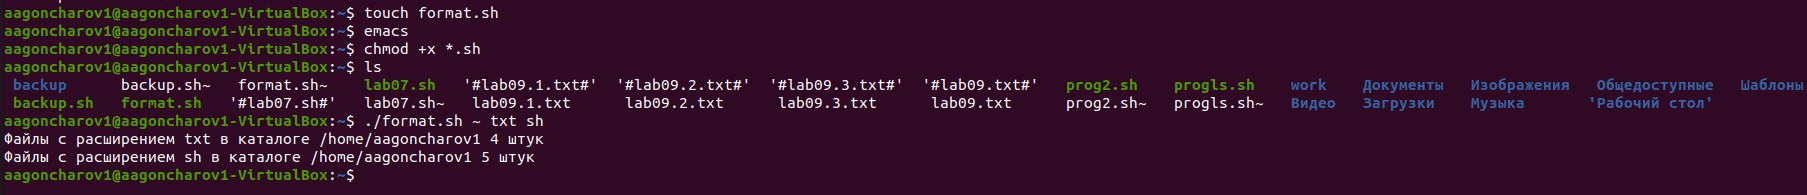 aagoncharov1@aagoncharov1-VirtualBox:~$ touch format.sh
aagoncharov1@aagoncharov1-VirtualBox:~$ emacs
aagoncharov1@aagoncharov1-VirtualBox:~$ chmod +x *.sh
aagoncharov1@aagoncharov1-VirtualBox:~$ ls
backup backup.sh~ format.sh~ lab07.sh '#lab09.1.txt#' '#lab09.2.txt#' '#lab09.3.txt#' '#lab09.txt#' prog2.sh progls.sh work Документы Изображения Общедоступные Шаблоны
backup.sh format.sh '#lab07.sh#' lab07.sh~ lab09.1.txt lab09.2.txt lab09.3.txt lab09.txt prog2.sh~ progls.sh~ Видео Загрузки Музыка 'Рабочий стол'
aagoncharov1@aagoncharov1-VirtualBox:~$ ./format.sh ~ txt sh
Файлы с расширением txt в каталоге /home/aagoncharov1 4 штук
Файлы с расширением sh в каталоге /home/aagoncharov1 5 штук
aagoncharov1@aagoncharov1-VirtualBox:~$